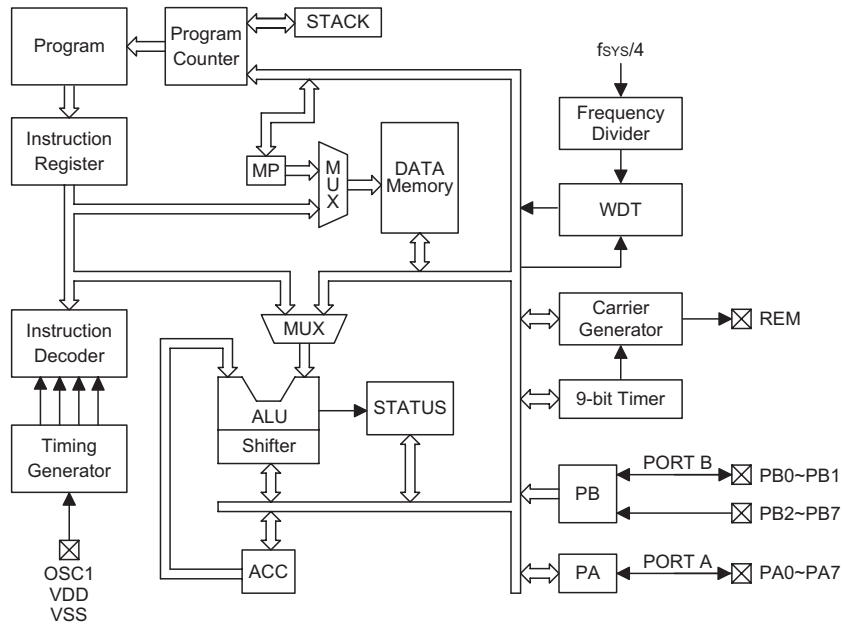 Program
Program
Counter
STACK
fSYS/4
Frequency
Divider
Instruction
Register
MP
M
U
X
DATA
Memory
WDT
Instruction
Decoder
MUX
Carrier
Generator
REM
ALU
Shifter
STATUS
9-bit Timer
Timing
Generator
PB
PORT B
PB0~PB1
PB2~PB7
OSC1
VDD
VSS
ACC
PA
PORT A
PA0~PA7